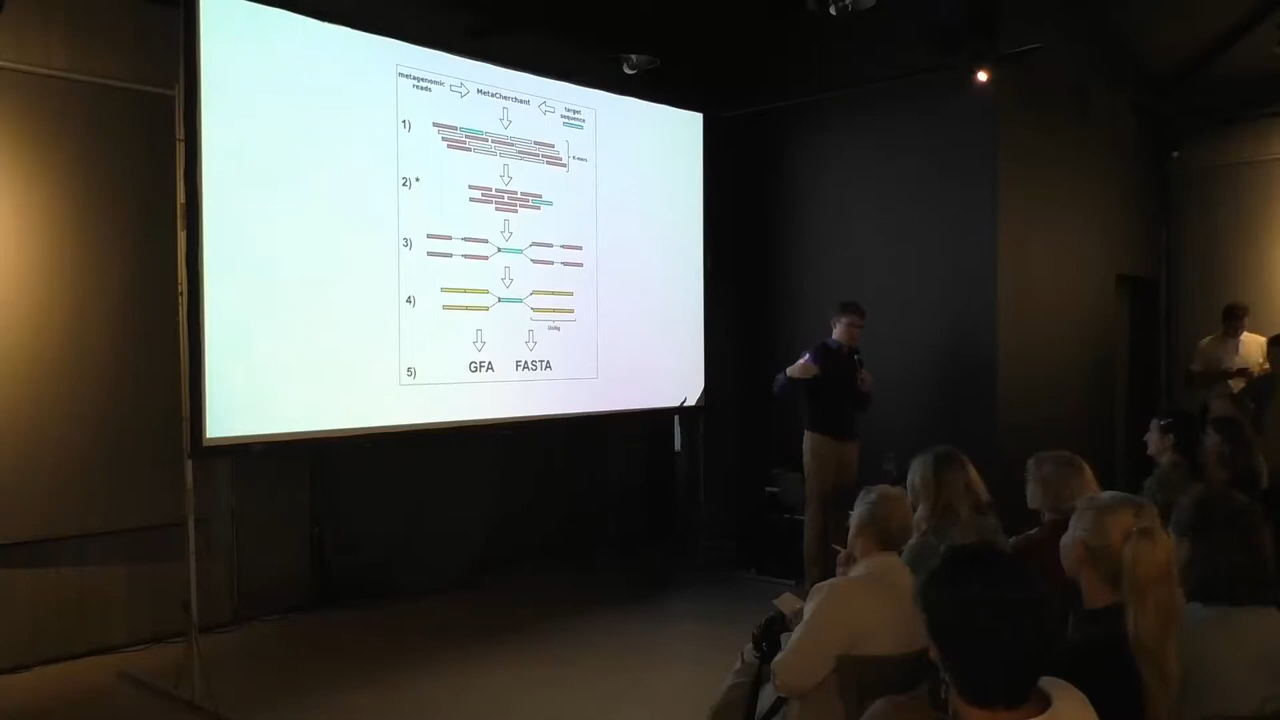 metagenomic
reads
MetaCherchant
target
sequence
1)
K-mers
2) *
3)
4)
Unitig
GFA FASTA
5)